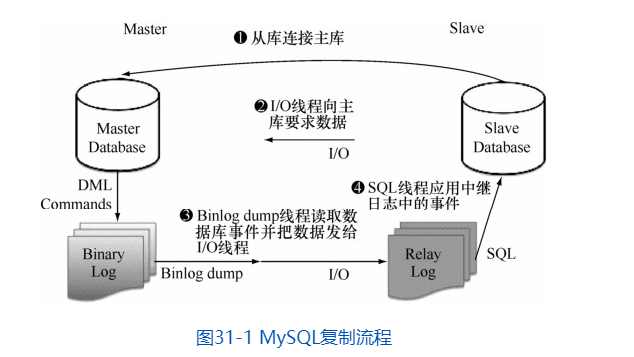 Master
Slave
❶ 从库连接主库
❷ I/O线程向主
库要求数据
I/O
Master
Database
Slave
Database
DML
Commands
❸ Binlog dump线程读取数
据库事件并把数据发给
I/O线程
❹ SQL线程应用中继
日志中的事件
Binary
Log
Binlog dump
I/O
Relay
Log
SQL
图31-1 MySQL复制流程